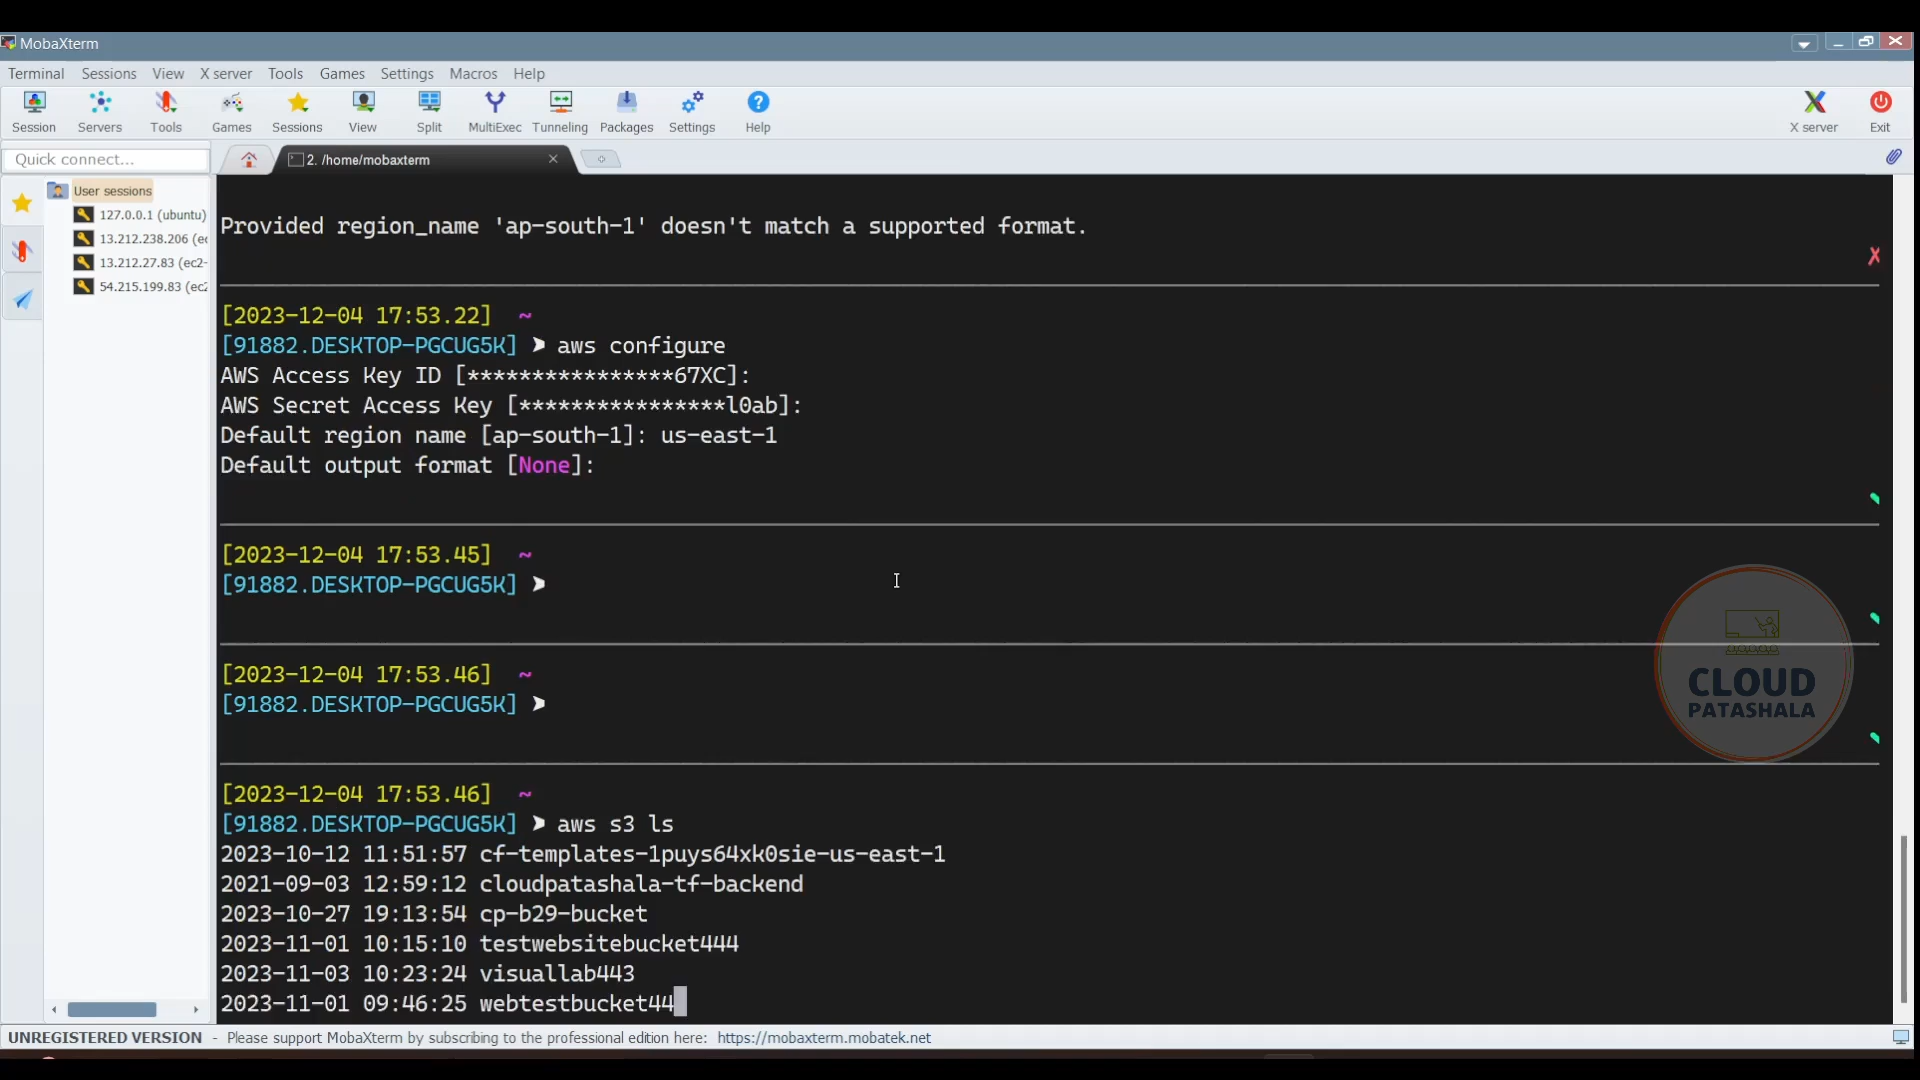 MobaXterm
Terminal Sessions View X server Tools Games Settings Macros Help
Session Servers Tools Games Sessions View Split MultiExec Tunneling Packages Settings Help X server Exit
Quick connect...
2. /home/mobaxterm
User sessions
127.0.0.1 (ubuntu)
13.212.238.206 (ec
13.212.27.83 (ec2-
54.215.199.83 (ec2
Provided region_name 'ap-south-1' doesn't match a supported format.
[2023-12-04 17:53.22] ~
[91882.DESKTOP-PGCUG5K] ➤ aws configure
AWS Access Key ID [****************67XC]:
AWS Secret Access Key [****************l0ab]:
Default region name [ap-south-1]: us-east-1
Default output format [None]:
[2023-12-04 17:53.45] ~
[91882.DESKTOP-PGCUG5K] ➤
[2023-12-04 17:53.46] ~
[91882.DESKTOP-PGCUG5K] ➤
[2023-12-04 17:53.46] ~
[91882.DESKTOP-PGCUG5K] ➤ aws s3 ls
2023-10-12 11:51:57 cf-templates-1puys64xk0sie-us-east-1
2021-09-03 12:59:12 cloudpatashala-tf-backend
2023-10-27 19:13:54 cp-b29-bucket
2023-11-01 10:15:10 testwebsitebucket444
2023-11-03 10:23:24 visuallab443
2023-11-01 09:46:25 webtestbucket44
CLOUD
PATASHALA
UNREGISTERED VERSION - Please support MobaXterm by subscribing to the professional edition here: https://mobaxterm.mobatek.net